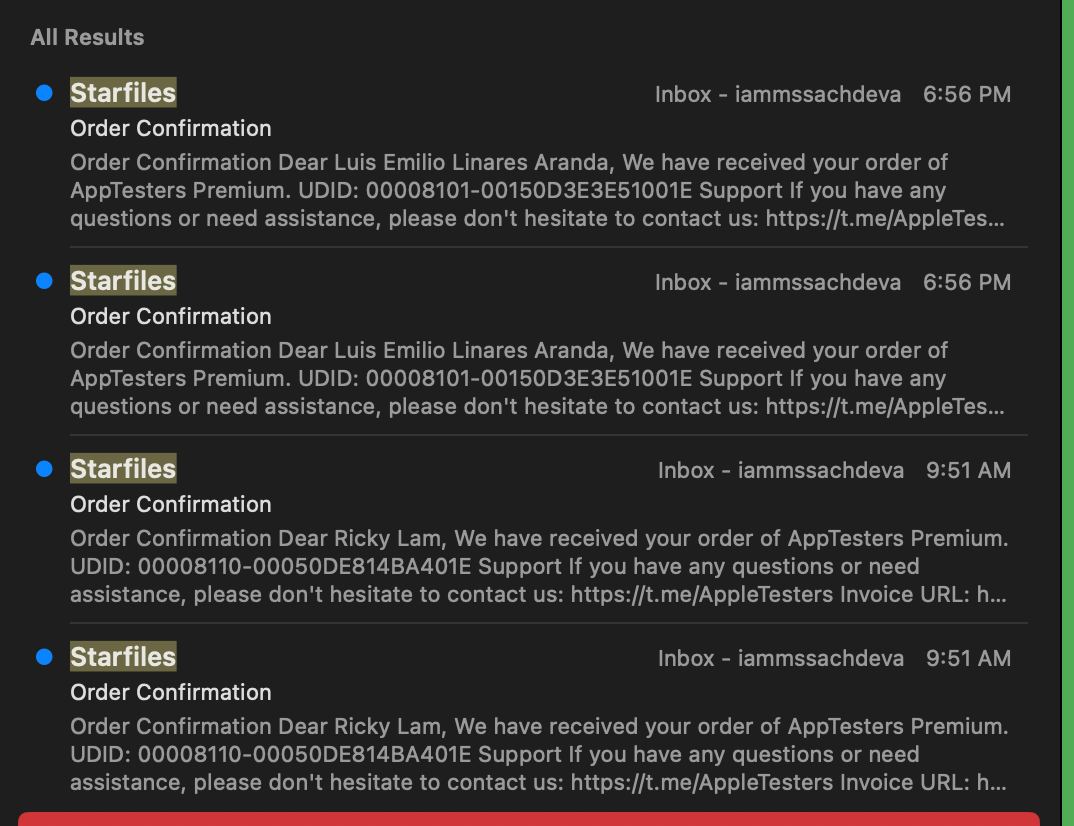 All Results
Starfiles Inbox - iammssachdeva 6:56 PM
Order Confirmation
Order Confirmation Dear Luis Emilio Linares Aranda, We have received your order of
AppTesters Premium. UDID: 00008101-00150D3E3E51001E Support If you have any
questions or need assistance, please don't hesitate to contact us: https://t.me/AppleTes...
Starfiles Inbox - iammssachdeva 6:56 PM
Order Confirmation
Order Confirmation Dear Luis Emilio Linares Aranda, We have received your order of
AppTesters Premium. UDID: 00008101-00150D3E3E51001E Support If you have any
questions or need assistance, please don't hesitate to contact us: https://t.me/AppleTes...
Starfiles Inbox - iammssachdeva 9:51 AM
Order Confirmation
Order Confirmation Dear Ricky Lam, We have received your order of AppTesters Premium.
UDID: 00008110-00050DE814BA401E Support If you have any questions or need
assistance, please don't hesitate to contact us: https://t.me/AppleTesters Invoice URL: h...
Starfiles Inbox - iammssachdeva 9:51 AM
Order Confirmation
Order Confirmation Dear Ricky Lam, We have received your order of AppTesters Premium.
UDID: 00008110-00050DE814BA401E Support If you have any questions or need
assistance, please don't hesitate to contact us: https://t.me/AppleTesters Invoice URL: h...